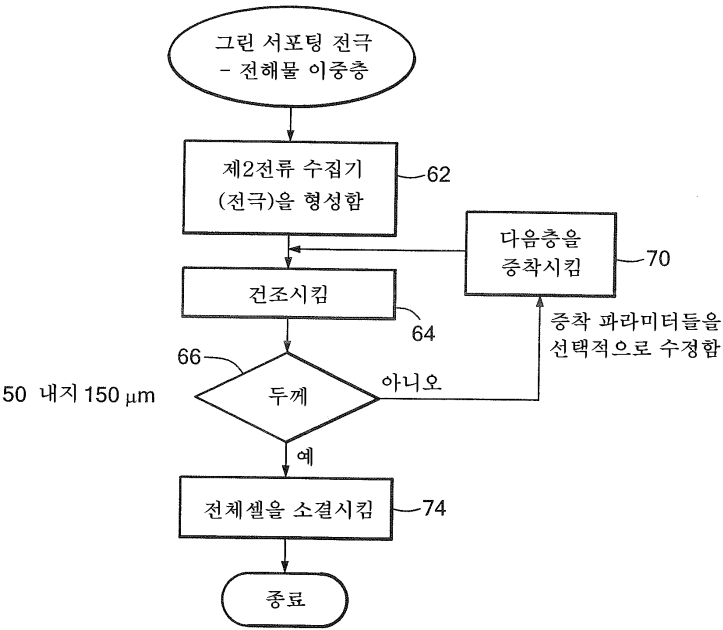 그린 서포팅 전극
- 전해물 이중층
제2전류 수집기
(전극)을 형성함
62
다음층을
증착시킴
70
건조시킴
64
증착 파라미터들을
선택적으로 수정함
66
50 내지 150 μm
두께
아니오
예
전체셀을 소결시킴
74
종료